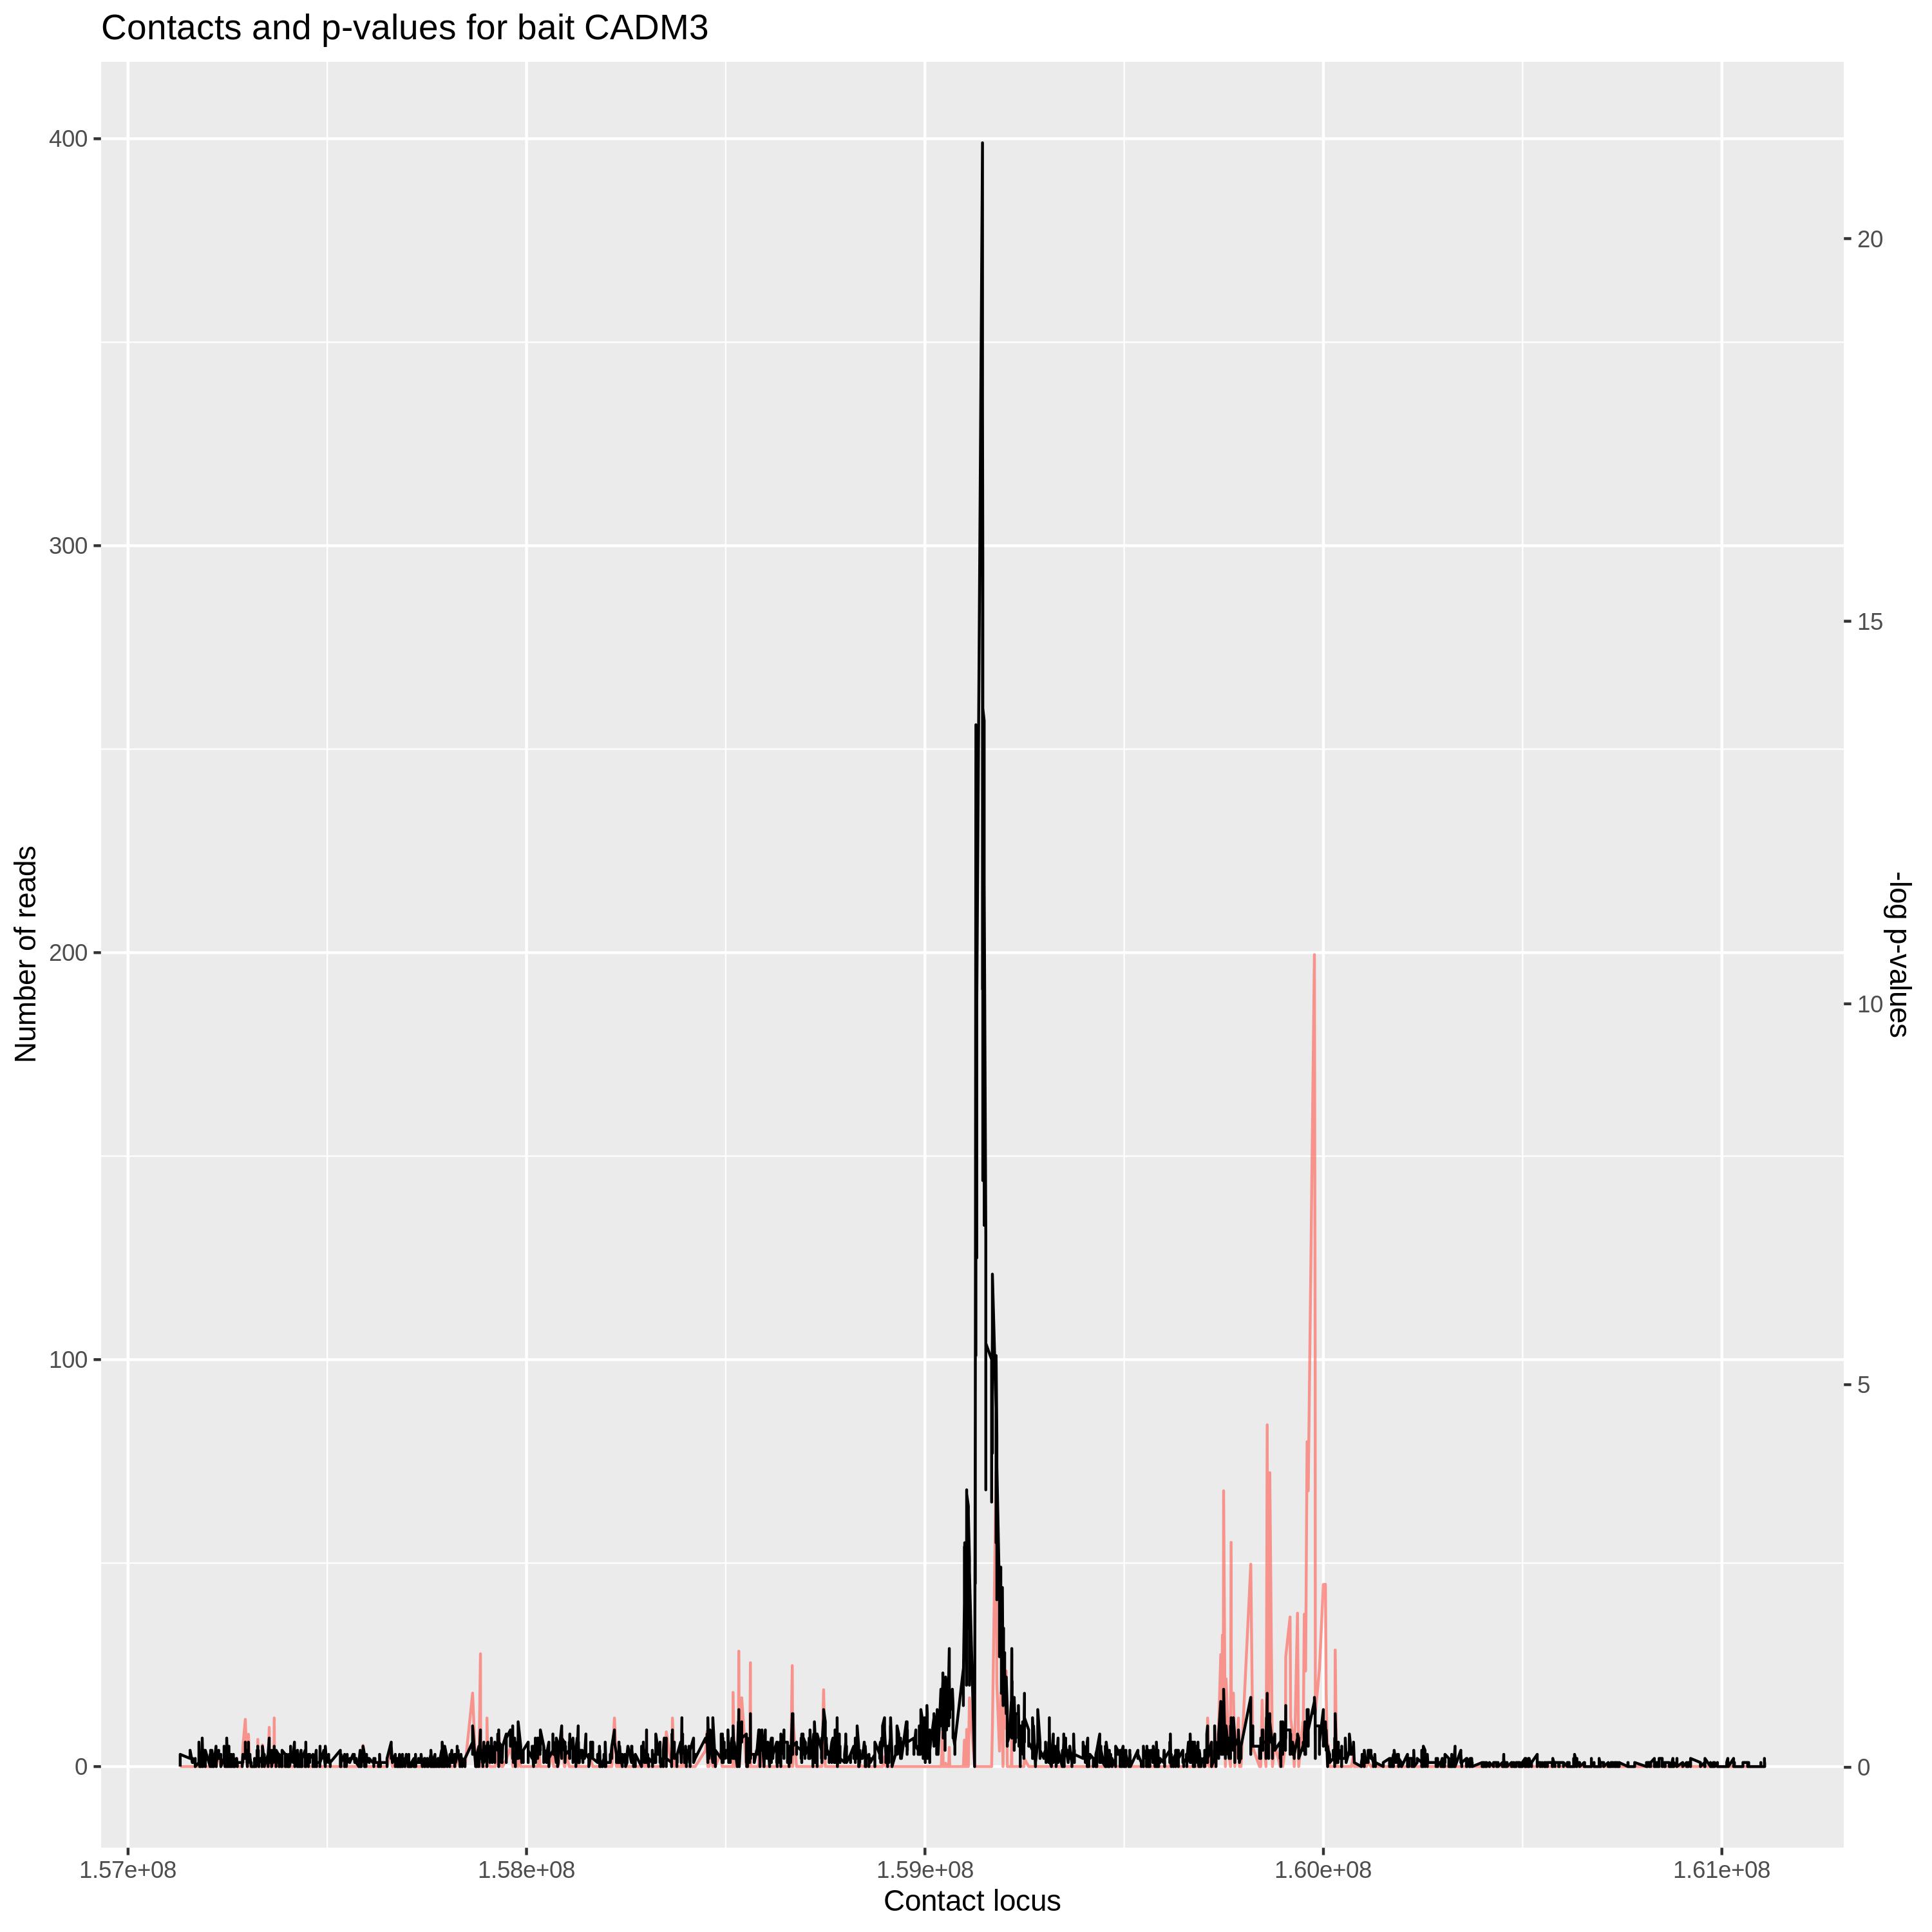 Contacts and p-values for bait CADM3
400
300
200
100
0
Number of reads
20
15
10
5
0
-log p-values
1.57e+08
1.58e+08
1.59e+08
1.60e+08
1.61e+08
Contact locus